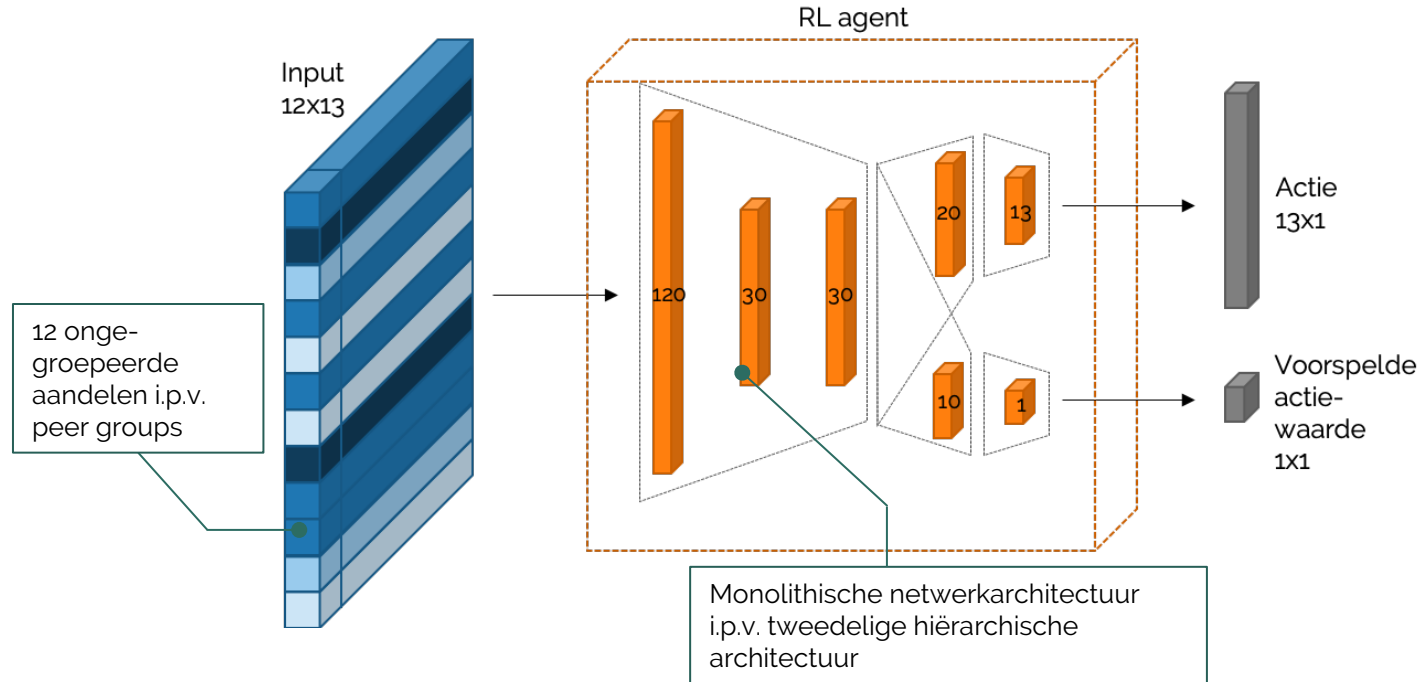 RL agent
Input
12x13
12 onge-
groepeerde
aandelen i.p.v.
peer groups
120
30
30
20
13
10
1
Actie
13x1
Voorspelde
actie-
waarde
1x1
Monolithische netwerkarchitectuur
i.p.v. tweedelige hiërarchische
architectuur